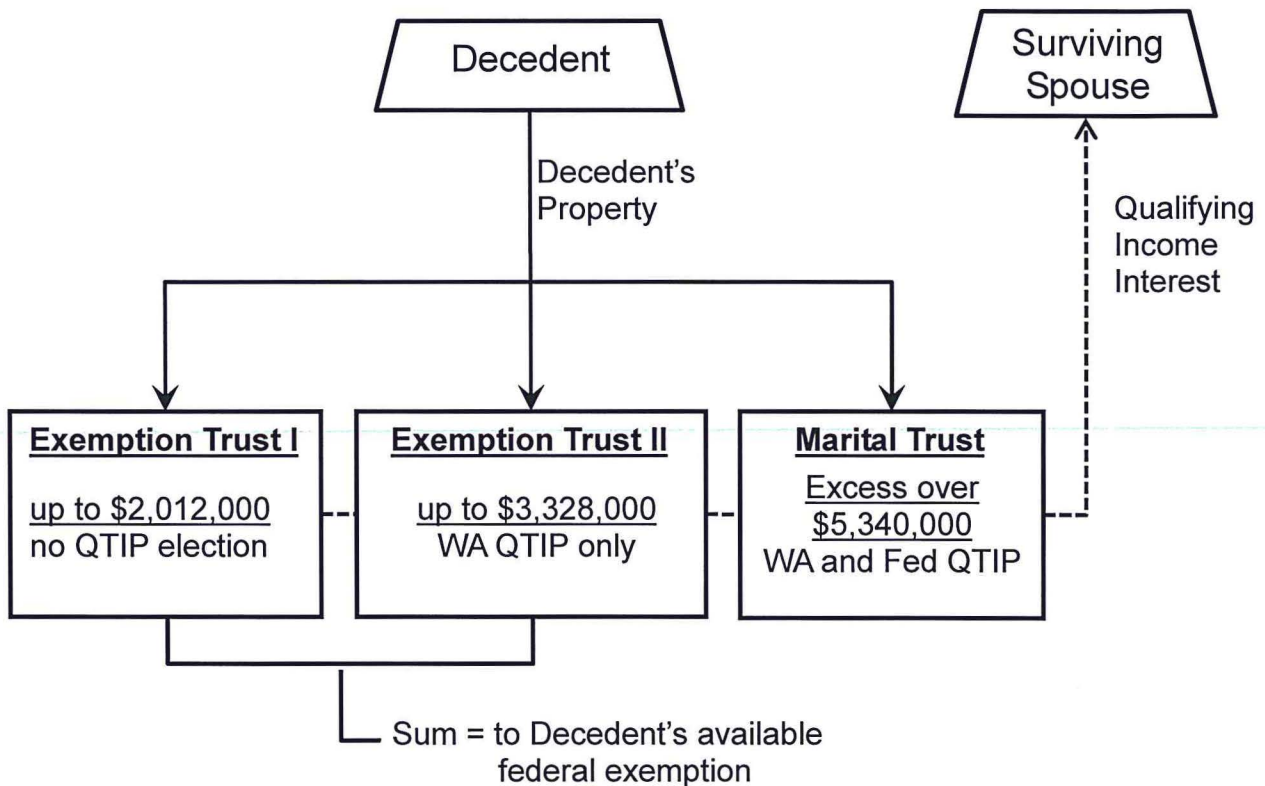 Decedent
Surviving
Spouse
Decedent's
Property
Qualifying
Income
Interest
Exemption Trust I
up to $2,012,000
no QTIP election
Exemption Trust II
up to $3,328,000
WA QTIP only
Marital Trust
Excess over
$5,340,000
WA and Fed QTIP
Sum = to Decedent's available
federal exemption